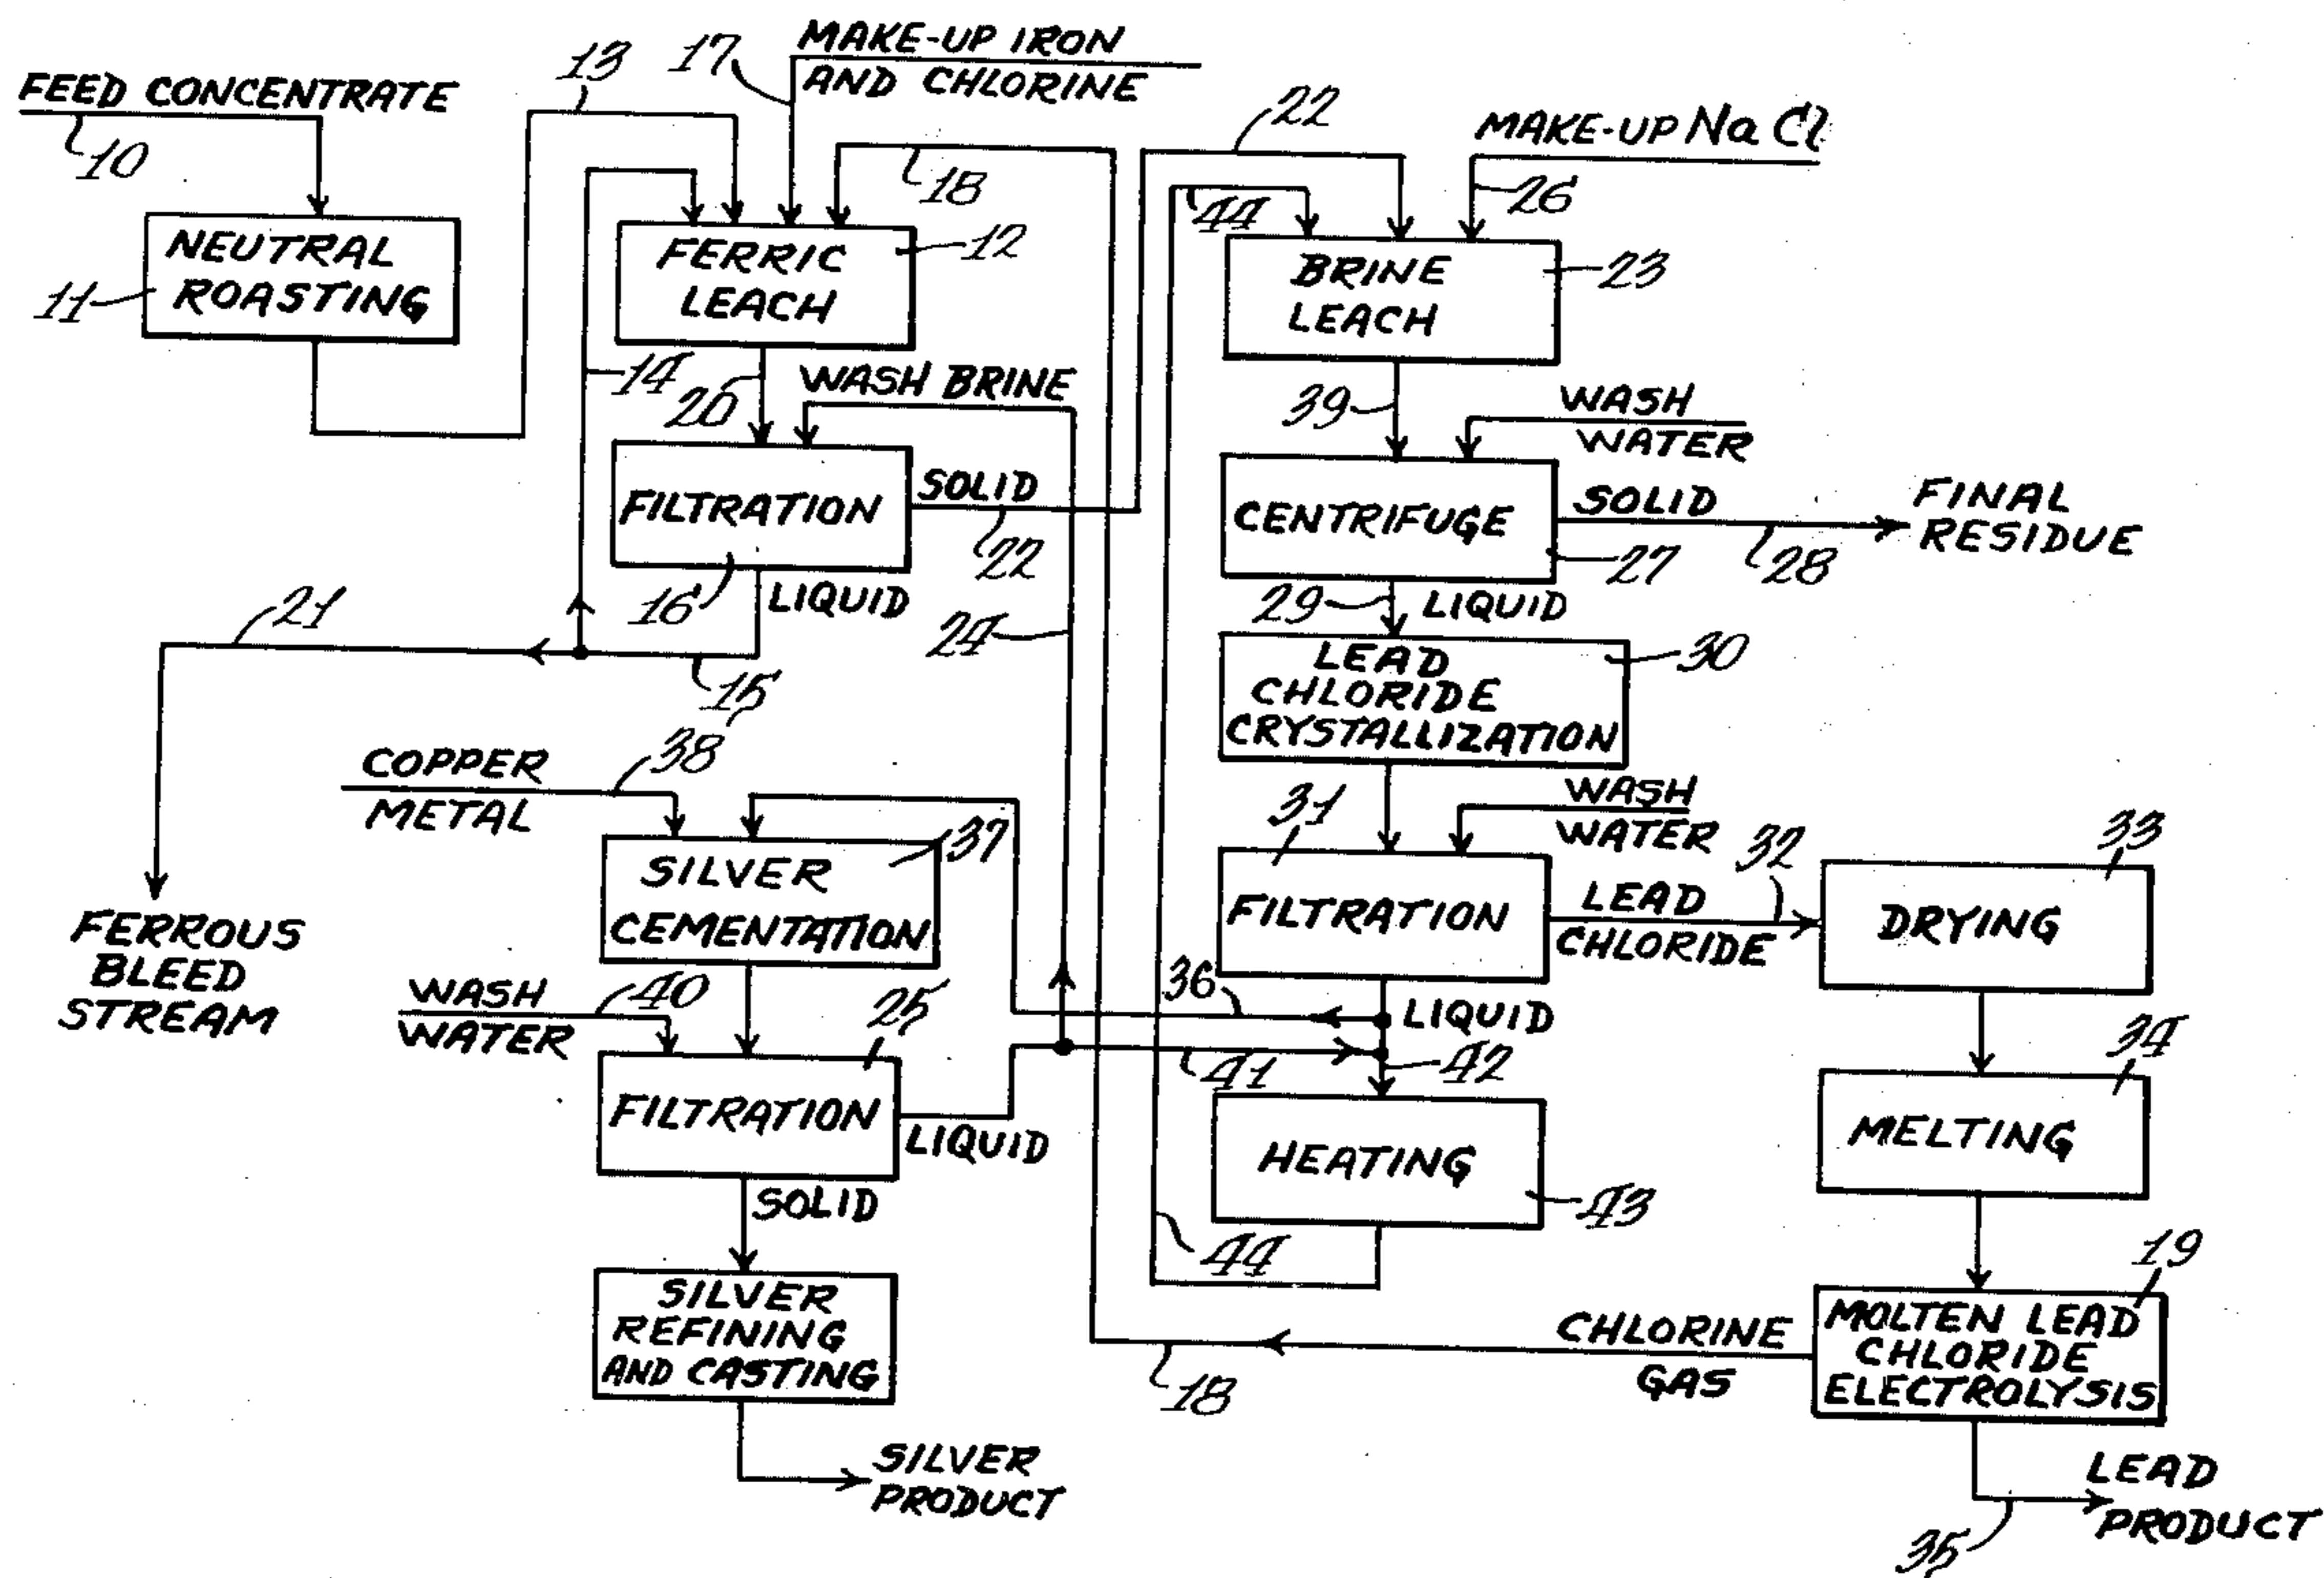 FEED CONCENTRATE
10
NEUTRAL
ROASTING
11
13
17
MAKE-UP IRON
AND CHLORINE
18
FERRIC
LEACH
12
14
20
WASH BRINE
FILTRATION
16
SOLID
22
LIQUID
21
15
FERROUS
BLEED
STREAM
24
22
MAKE-UP NaCl
26
44
BRINE
LEACH
23
39
WASH
WATER
CENTRIFUGE
27
SOLID
28
FINAL
RESIDUE
29
LIQUID
LEAD
CHLORIDE
CRYSTALLIZATION
30
31
WASH
WATER
FILTRATION
LEAD
CHLORIDE
32
33
DRYING
34
MELTING
19
MOLTEN LEAD
CHLORIDE
ELECTROLYSIS
35
LEAD
PRODUCT
CHLORINE
GAS
18
36
LIQUID
41
42
HEATING
43
44
COPPER
METAL
38
SILVER
CEMENTATION
37
WASH
WATER
40
25
FILTRATION
LIQUID
SOLID
SILVER
REFINING
AND CASTING
SILVER
PRODUCT